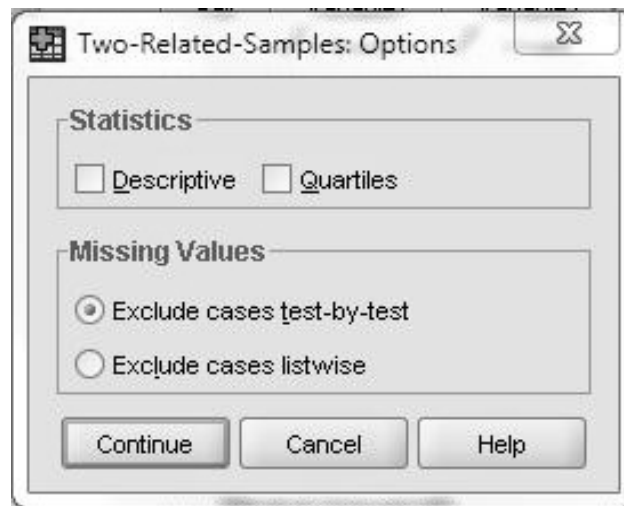 Two-Related-Samples: Options
Statistics
Descriptive Quartiles
Missing Values
Exclude cases test-by-test
Exclude cases listwise
Continue Cancel Help